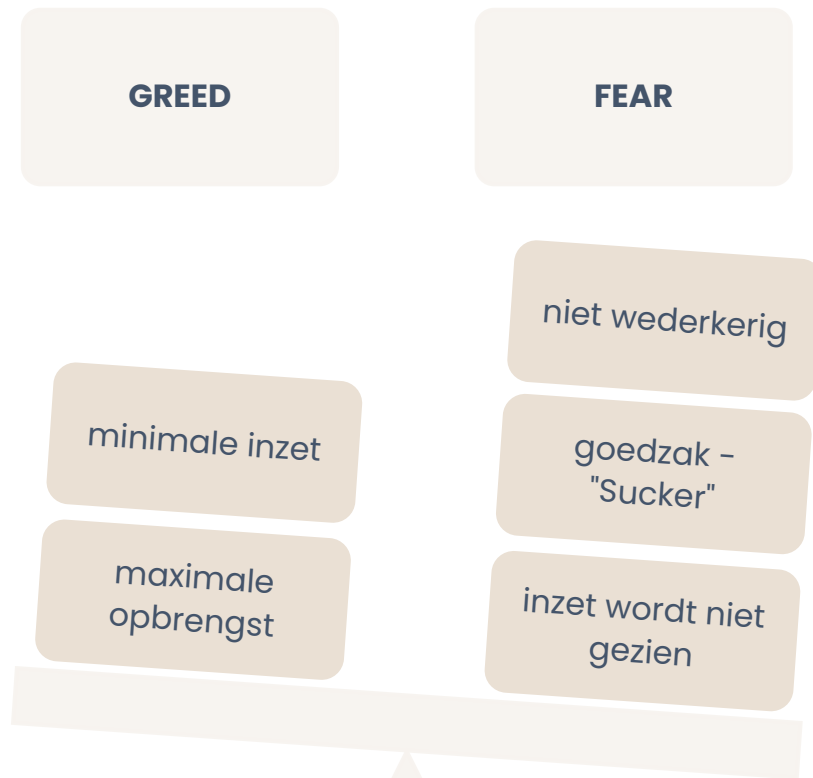 GREED
FEAR
niet wederkerig
minimale inzet
goedzak -
"Sucker"
maximale
opbrengst
inzet wordt niet
gezien